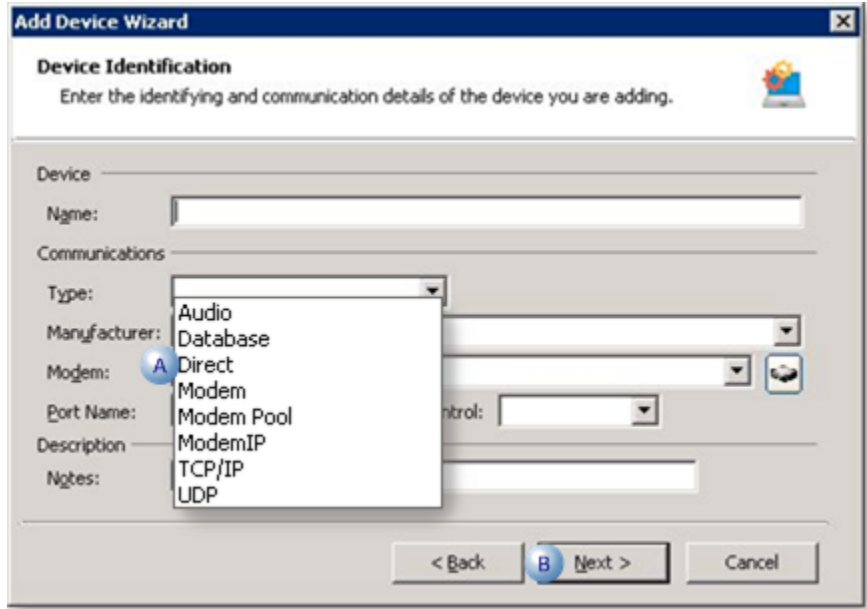 Add Device Wizard
Device Identification
Enter the identifying and communication details of the device you are adding.
Device
Name:
Communications
Type:
Audio
Database
Direct
Modem
Modem Pool
ModemIP
TCP/IP
UDP
Manufacturer:
A
Modem:
Port Name:
ntrol:
Description
Notes:
< Back
B
Next >
Cancel